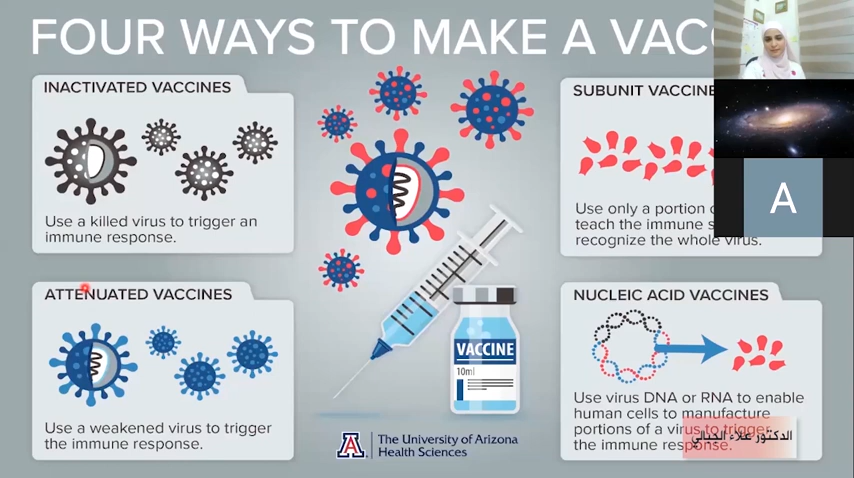 FOUR WAYS TO MAKE A VAC
INACTIVATED VACCINES
Use a killed virus to trigger an
immune response.
SUBUNIT VACCINE
Use only a portion
teach the immune
recognize the whole virus.
A
ATTENUATED VACCINES
Use a weakened virus to trigger
the immune response.
VACCINE
10ml
NUCLEIC ACID VACCINES
Use virus DNA or RNA to enable
human cells to manufacture
portions of a virus to trigger
the immune response.
الدكتور علاء الجبالي
A
The University of Arizona
Health Sciences